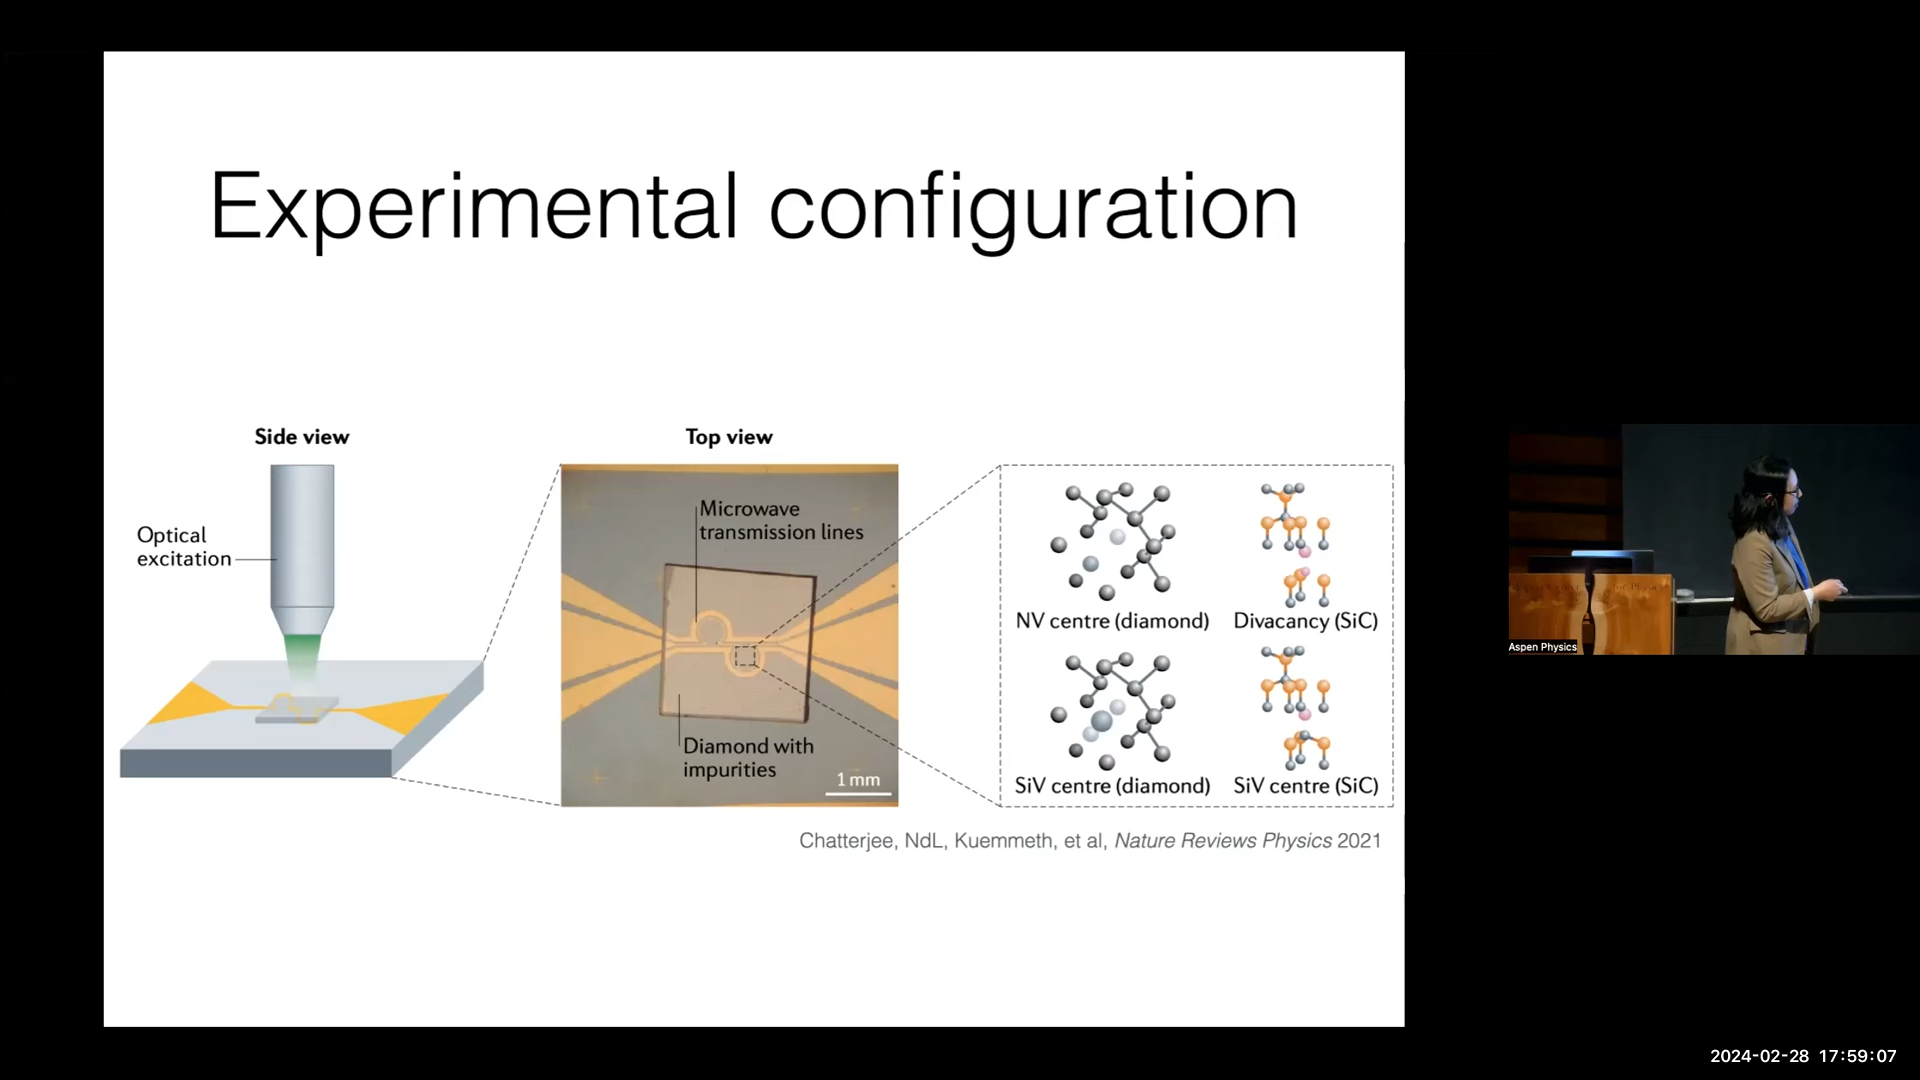 Experimental configuration
Side view
Optical
excitation
Top view
Microwave
transmission lines
Diamond with
impurities
1 mm
NV centre (diamond)
Divacancy (SiC)
SiV centre (diamond)
SiV centre (SiC)
Chatterjee, NdL, Kuemmeth, et al, Nature Reviews Physics 2021
Aspen Physics
2024-02-28 17:59:07